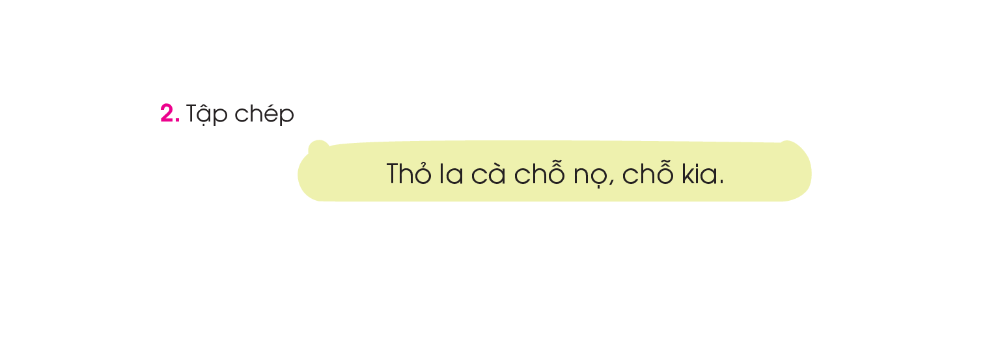 2. Tập chép
Thỏ la cà chỗ nọ, chỗ kia.